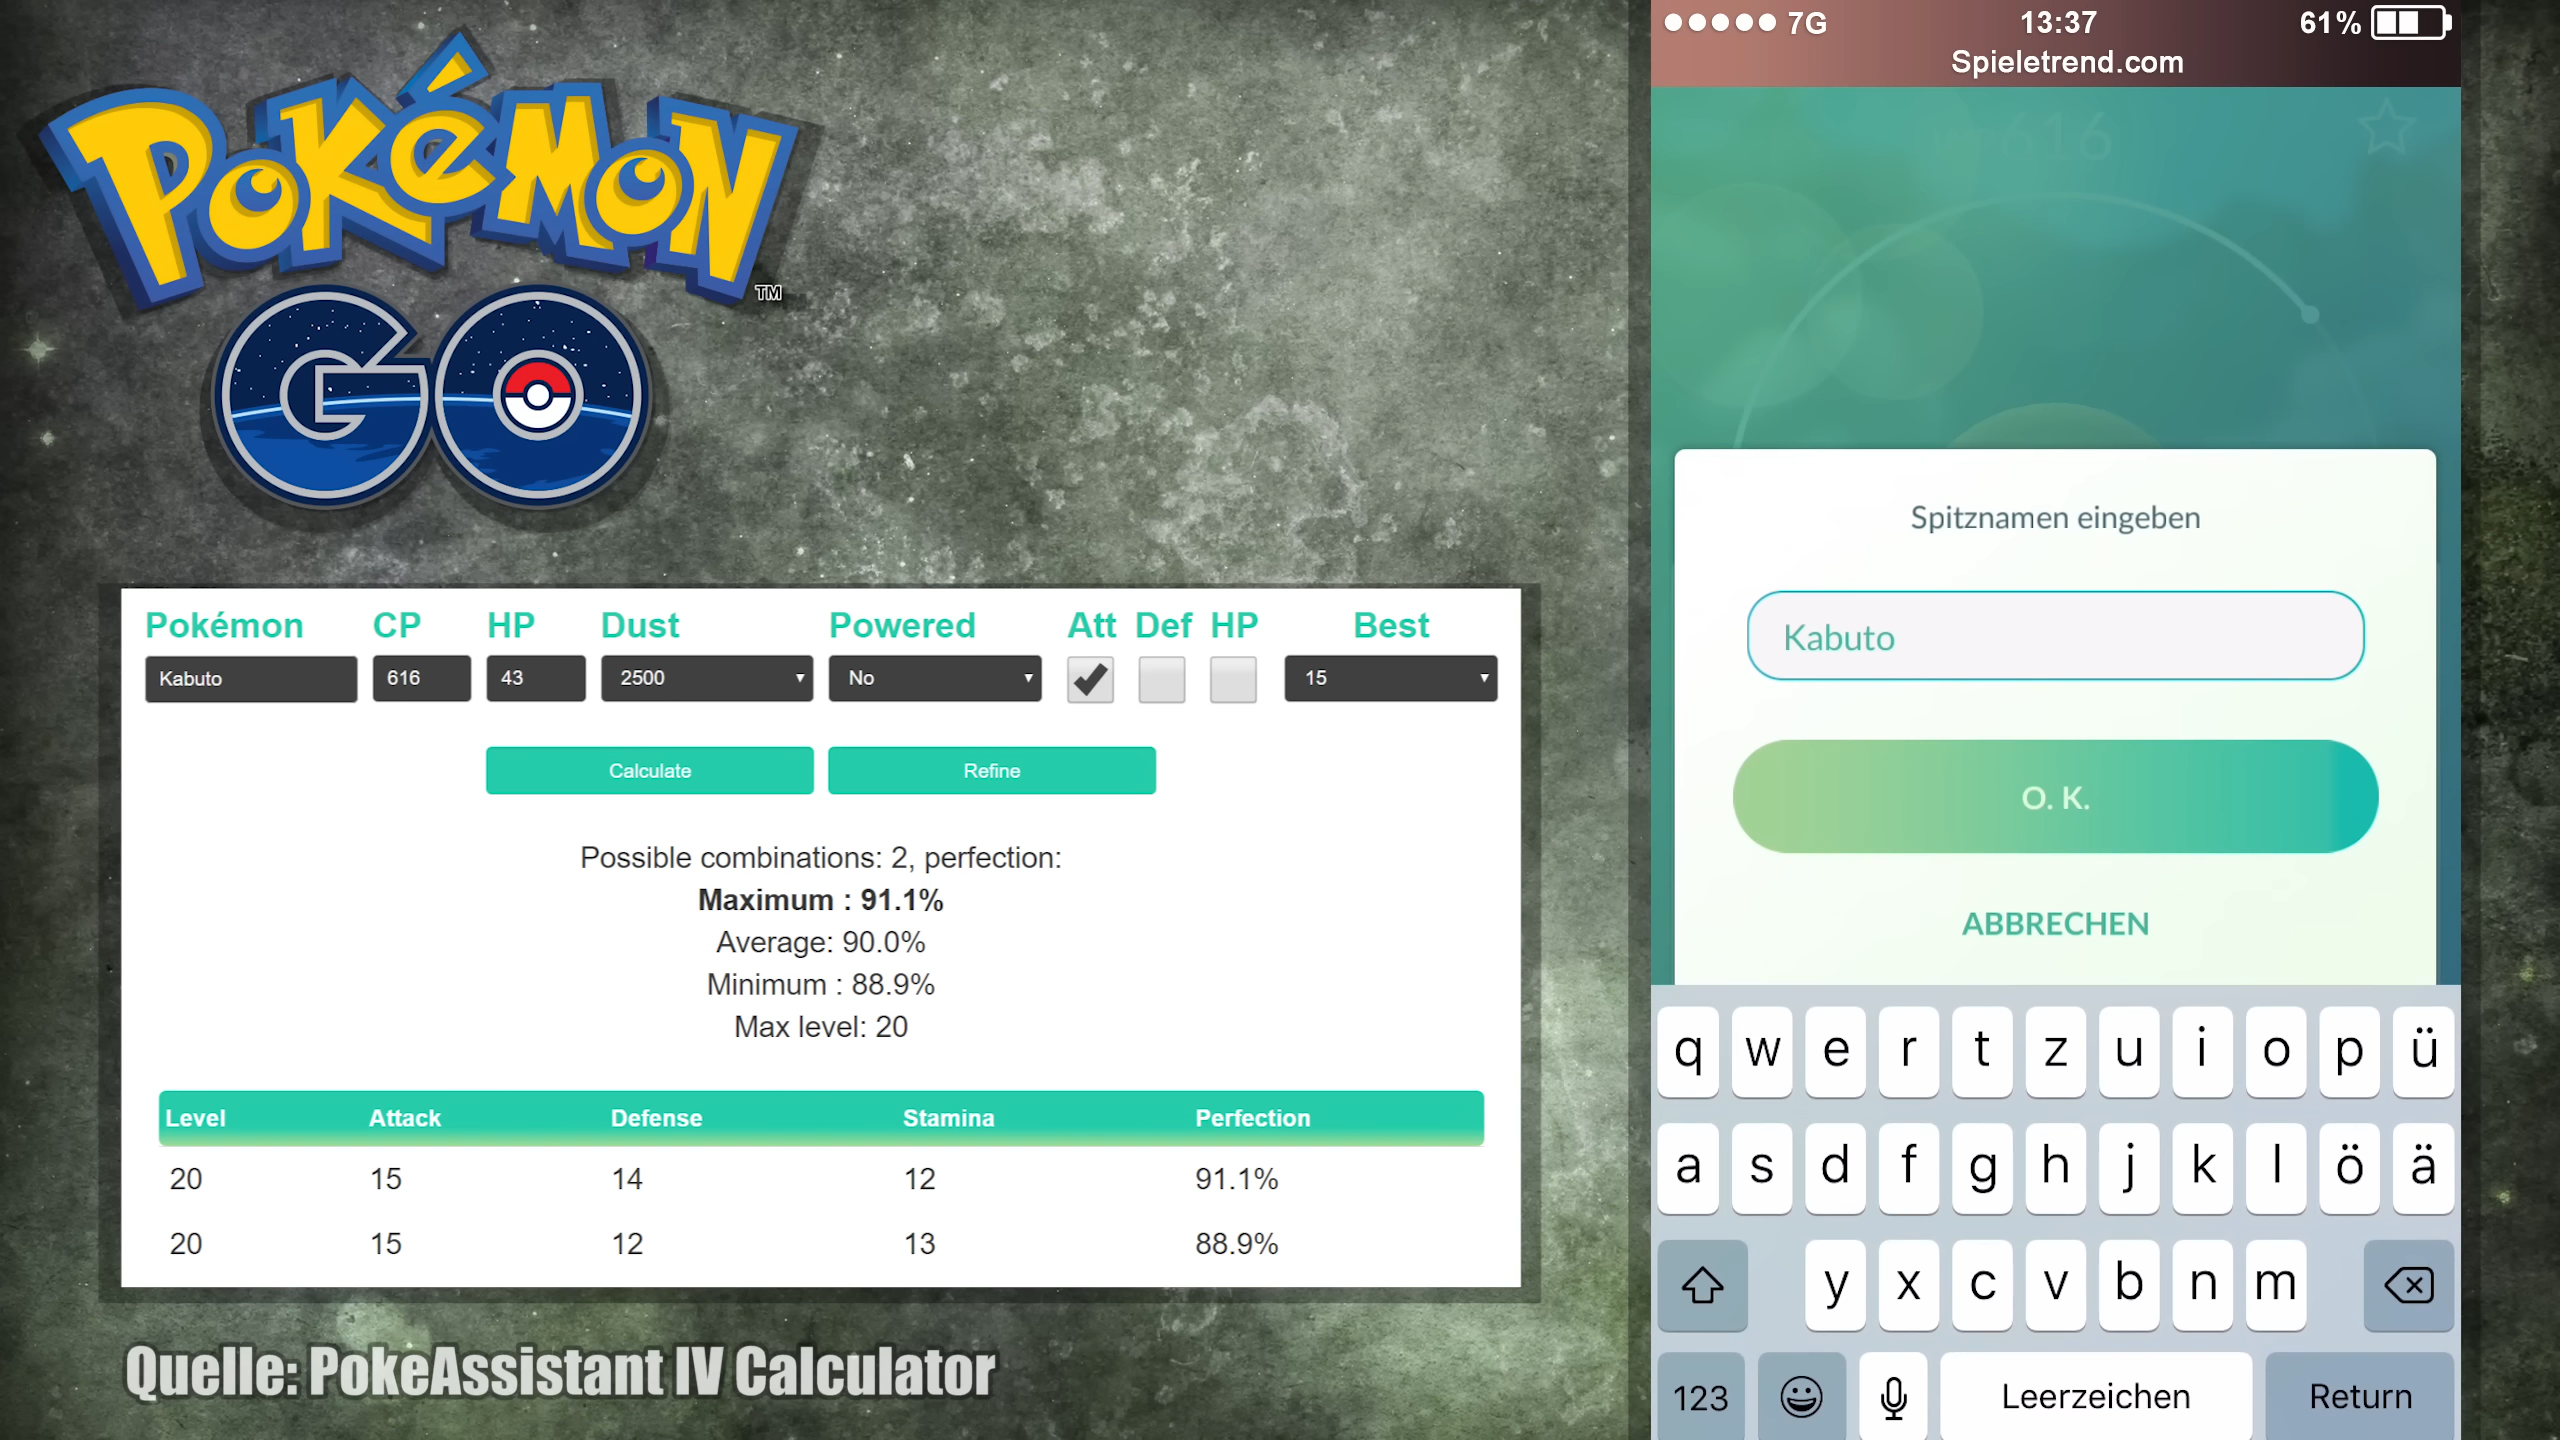 POKéMON
TM
GO
Pokémon CP HP Dust Powered Att Def HP Best
Kabuto 616 43 2500 No 15
Calculate Refine
Possible combinations: 2, perfection:
Maximum : 91.1%
Average: 90.0%
Minimum : 88.9%
Max level: 20
Level Attack Defense Stamina Perfection
20 15 14 12 91.1%
20 15 12 13 88.9%
Quelle: PokeAssistant IV Calculator
7G 13:37 61%
Spieletrend.com
616
Spitznamen eingeben
Kabuto
O. K.
ABBRECHEN
q w e r t z u i o p ü
a s d f g h j k l ö ä
y x c v b n m
123 Leerzeichen Return